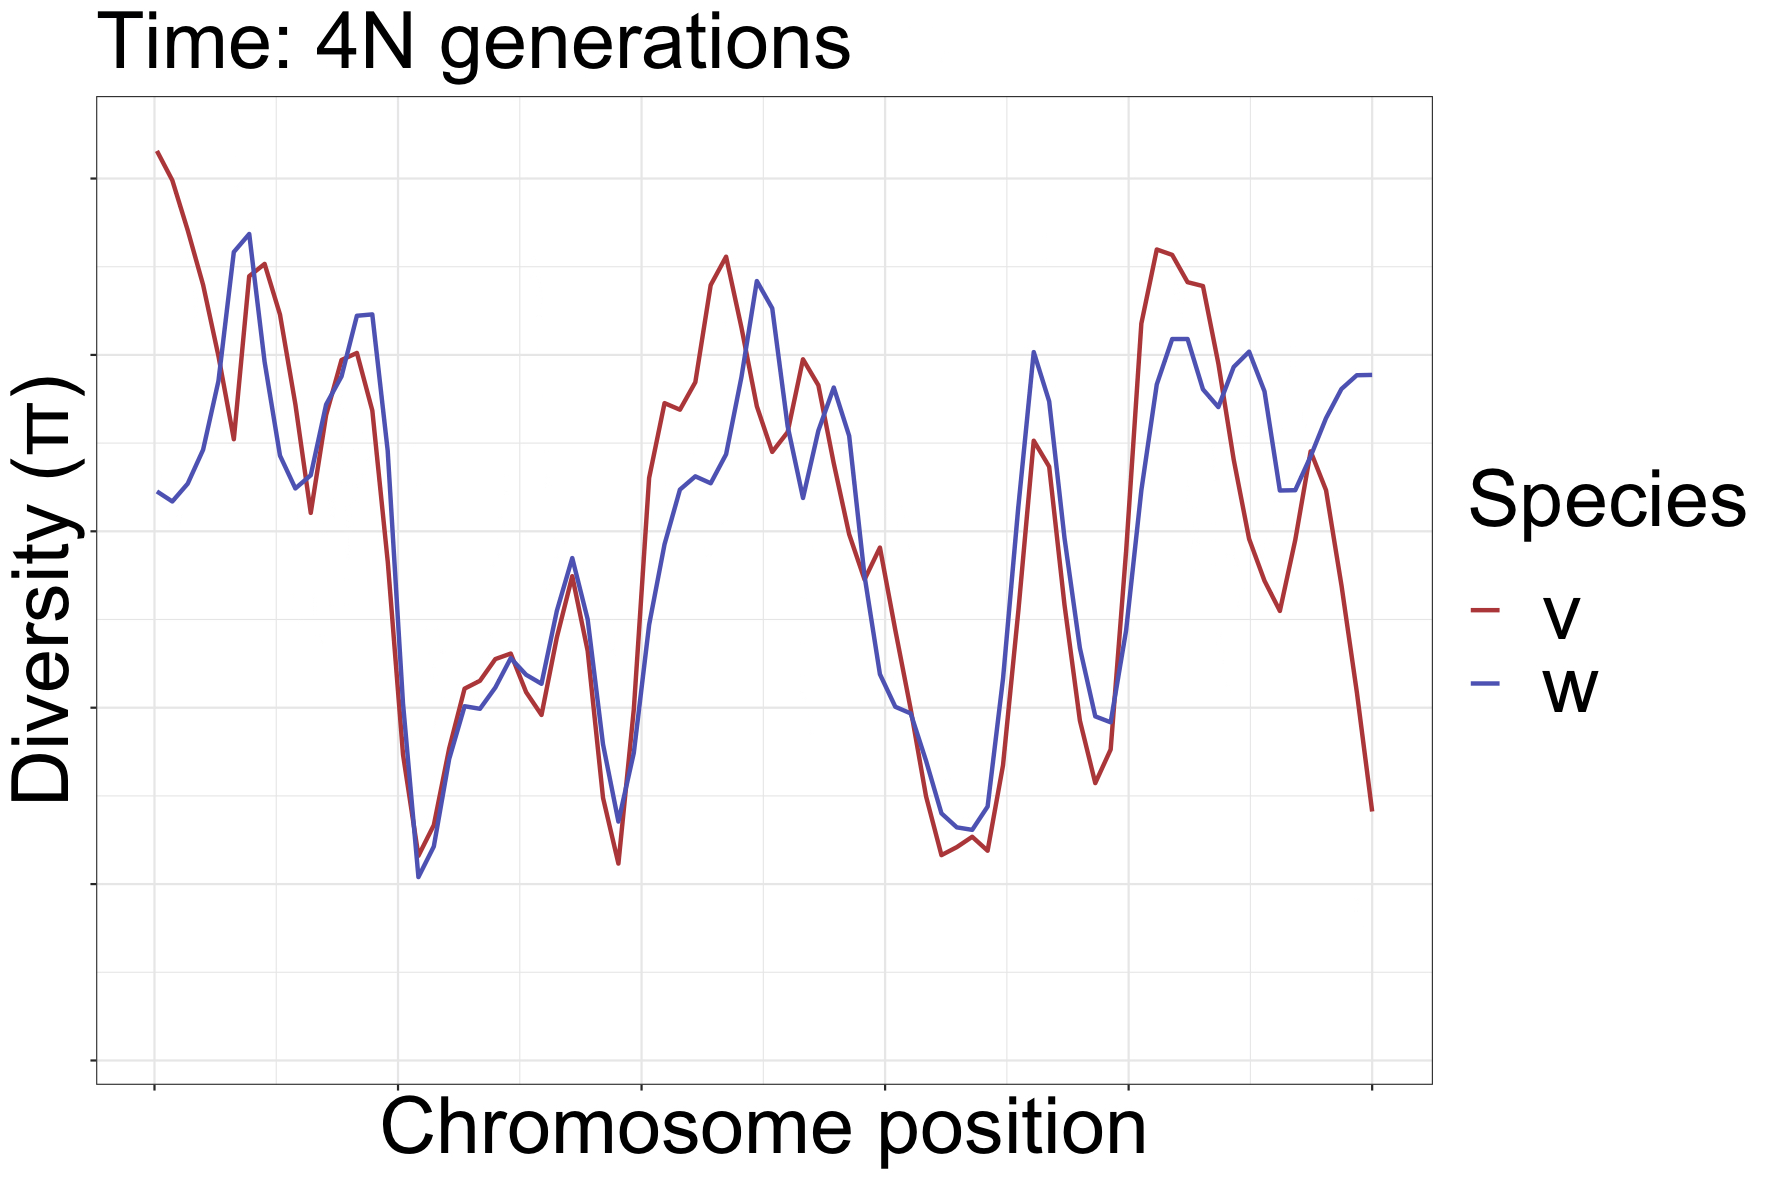 Time: 4N generations
Diversity (π)
Chromosome position
Species
v
w